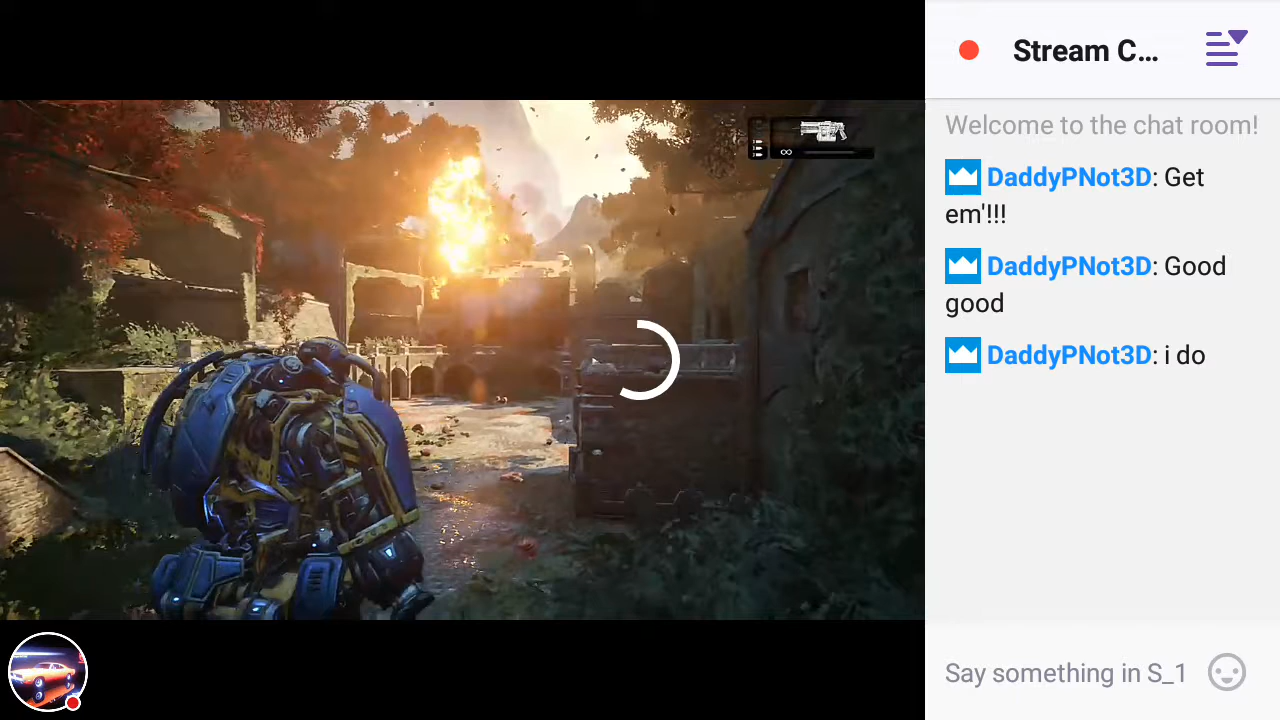 Stream C...
Welcome to the chat room!
DaddyPNot3D: Get
em'!!!
DaddyPNot3D: Good
good
DaddyPNot3D: i do
∞
Say something in S_1